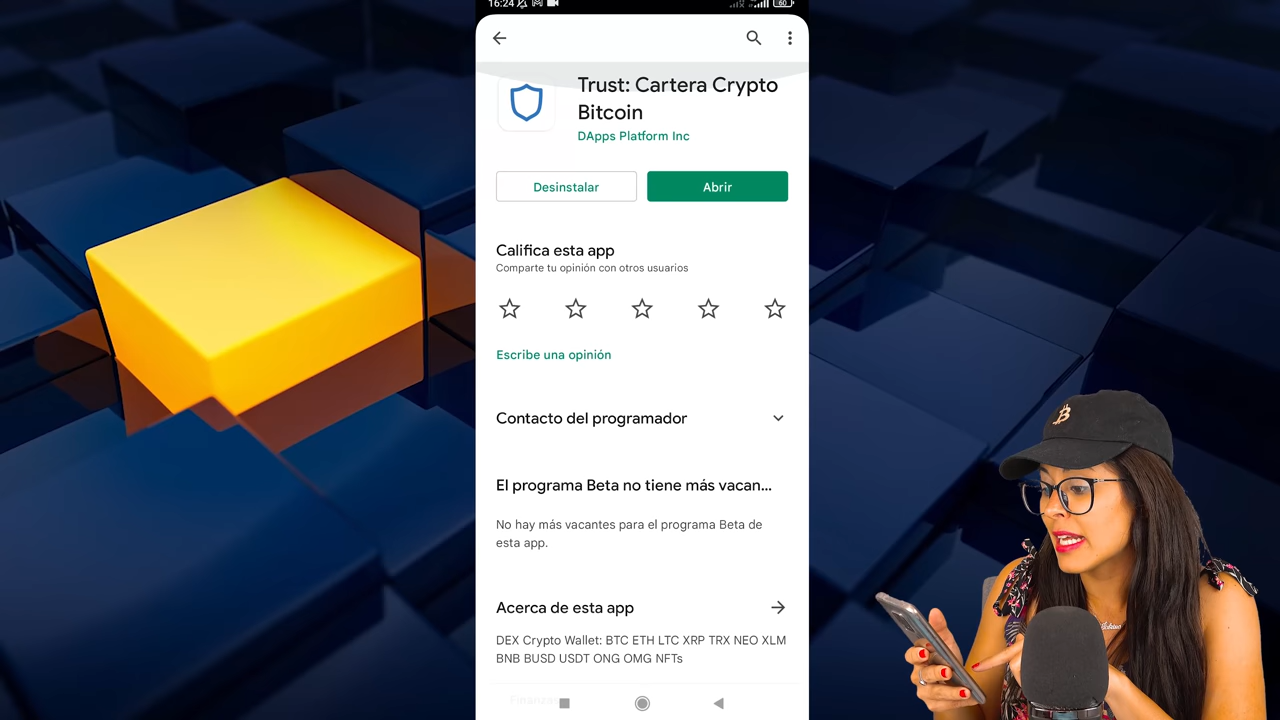 16:24
60
Trust: Cartera Crypto
Bitcoin
DApps Platform Inc
Desinstalar
Abrir
Califica esta app
Comparte tu opinión con otros usuarios
Escribe una opinión
Contacto del programador
El programa Beta no tiene más vacan...
No hay más vacantes para el programa Beta de
esta app.
Acerca de esta app
DEX Crypto Wallet: BTC ETH LTC XRP TRX NEO XLM
BNB BUSD USDT ONG OMG NFTs
Finanzas